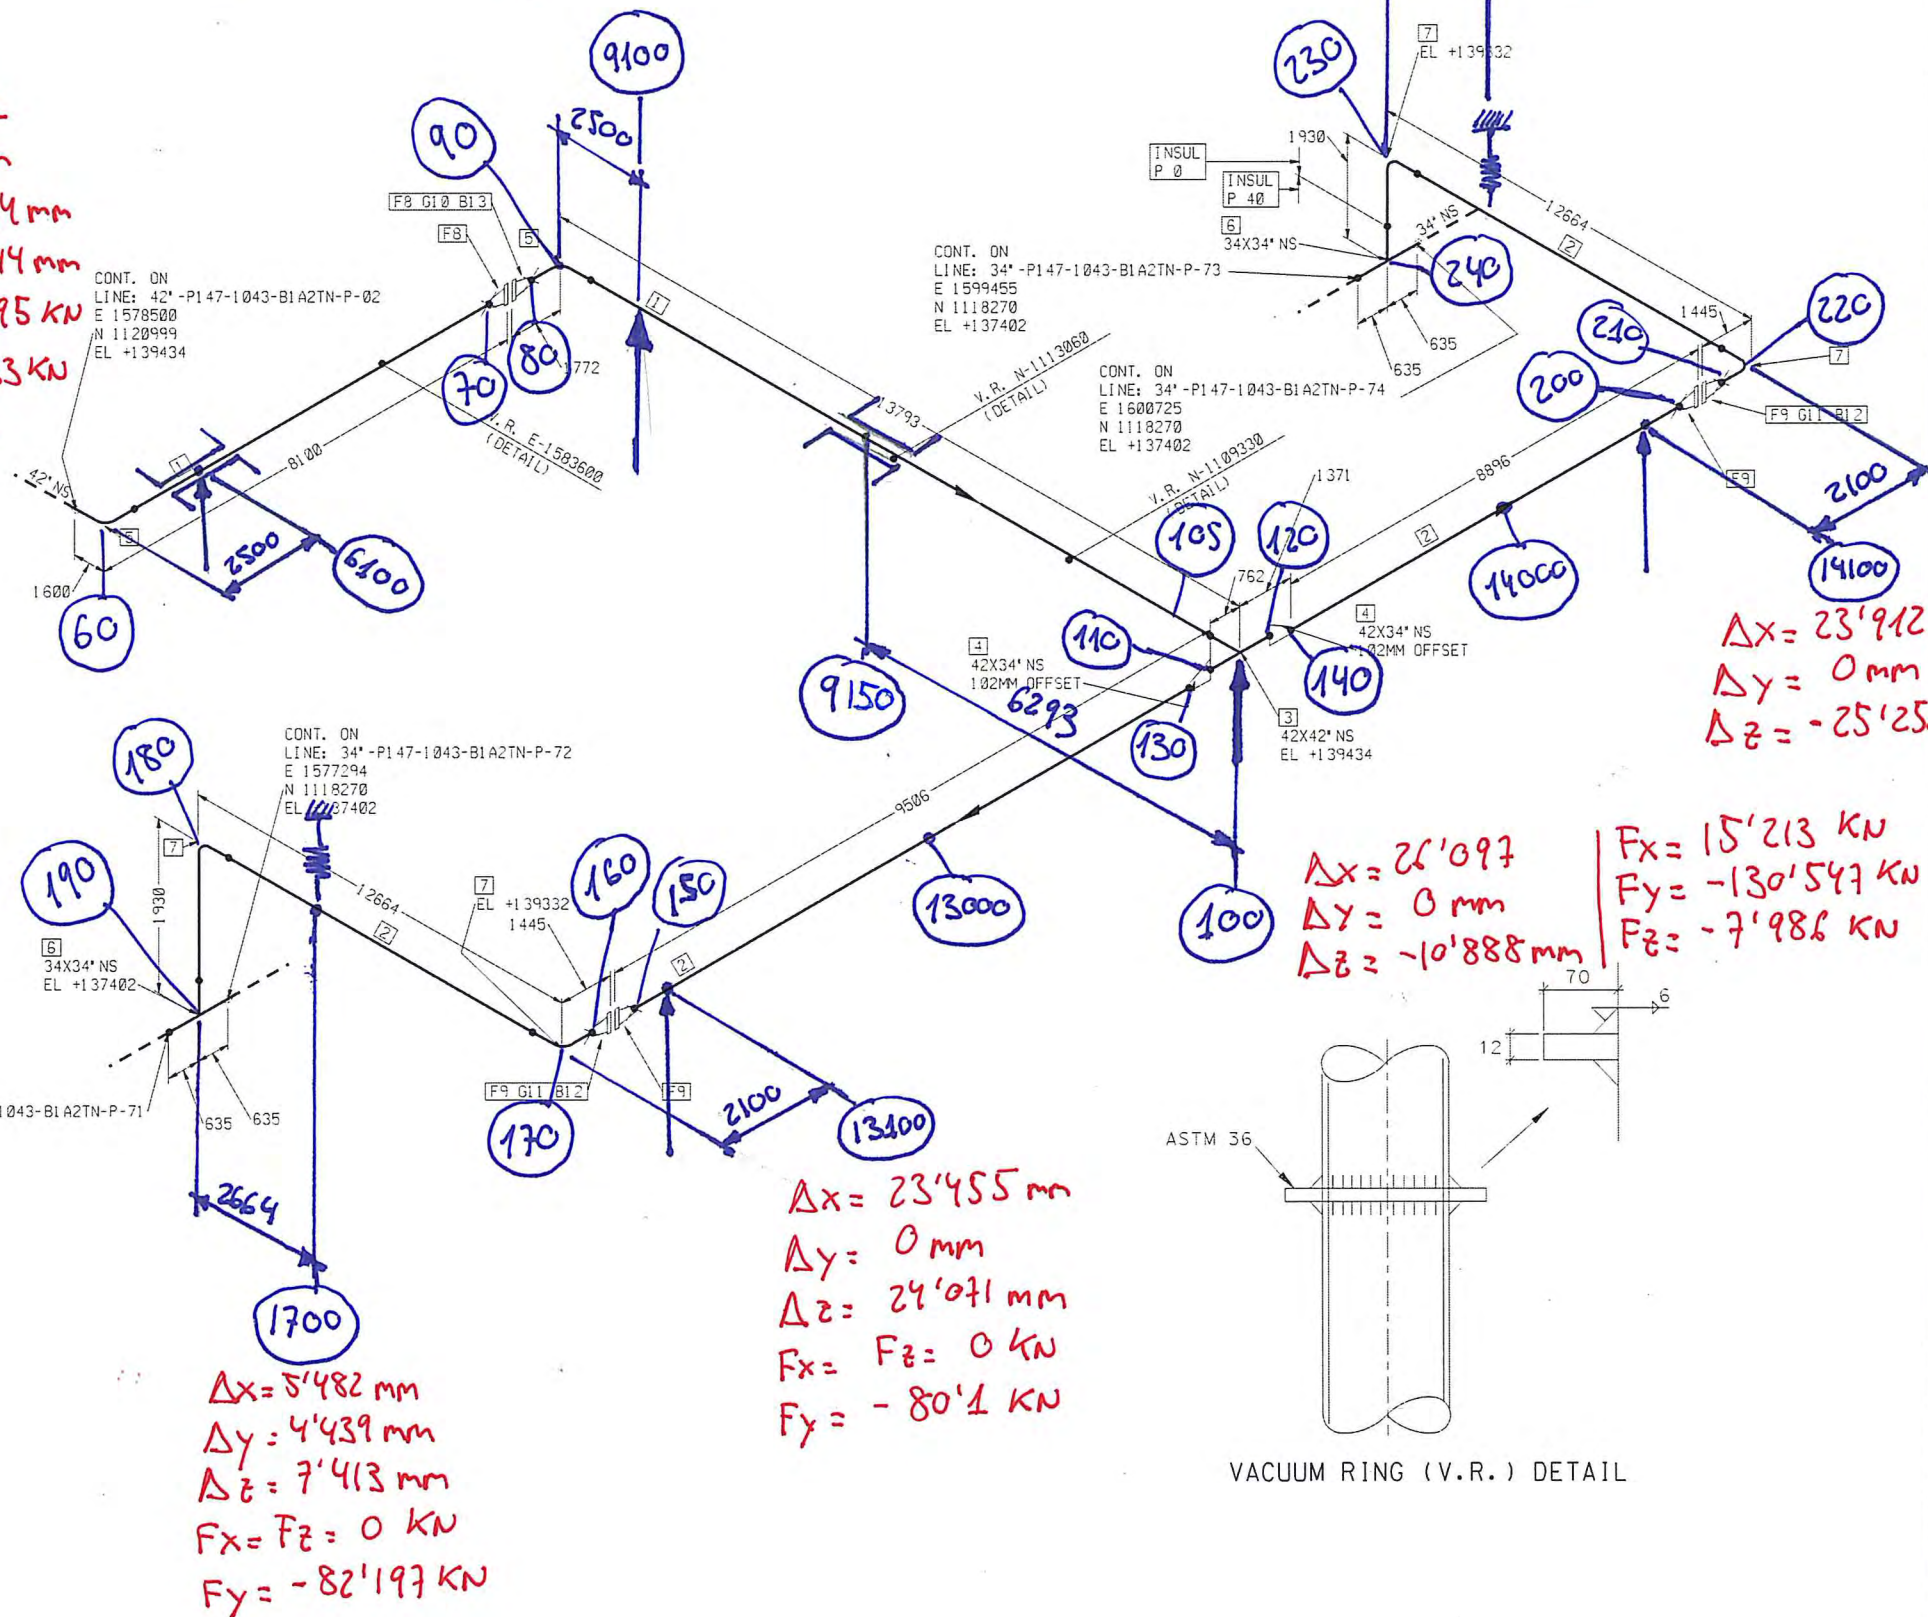 9100
230
7
EL +139332
2500
90
1930
INSUL
P 0
INSUL
P 40
34" NS
12664
2
F8 G10 B13
F8
5
6
34X34" NS
240
CONT. ON
LINE: 34"-P147-1043-B1A2TN-P-73
E 1599455
N 1118270
EL +137402
4 mm
14 mm
95 KN
3 KN
CONT. ON
LINE: 42"-P147-1043-B1A2TN-P-02
E 1578500
N 1120999
EL +139434
1
635
635
1445
210
220
7
70
80
1772
V.R. N-1113060
(DETAIL)
CONT. ON
LINE: 34"-P147-1043-B1A2TN-P-74
E 1600725
N 1118270
EL +137402
200
F9 G11 B12
F9
13793
8100
V.R. E-1583600
(DETAIL)
1
42" NS
5
2500
6100
1600
60
V.R. N-1109330
(DETAIL)
1371
8896
2100
105
120
2
14000
14100
762
110
4
42X34" NS
102MM OFFSET
4
42X34" NS
102MM OFFSET
140
9150
6293
130
3
42X42" NS
EL +139434
Δx= 23'912
Δy= 0 mm
Δz= -25'25
180
CONT. ON
LINE: 34"-P147-1043-B1A2TN-P-72
E 1577294
N 1118270
EL +137402
9506
7
190
1930
12664
2
7
EL +139332
1445
160
150
13000
100
Δx= 26'097
Δy= 0 mm
Δz= -10'888 mm
Fx= 15'213 KN
Fy= -130'547 KN
Fz= -7'986 KN
6
34X34" NS
EL +137402
2
70
6
12
1043-B1A2TN-P-71
635
635
F9 G11 B12
F9
170
2100
13100
ASTM 36
2664
1700
Δx= 23'455 mm
Δy= 0 mm
Δz= 24'071 mm
Fx= Fz= 0 KN
Fy= -80'1 KN
Δx= 5'482 mm
Δy= 4'439 mm
Δz= 7'413 mm
Fx= Fz= 0 KN
Fy= -82'197 KN
VACUUM RING (V.R.) DETAIL